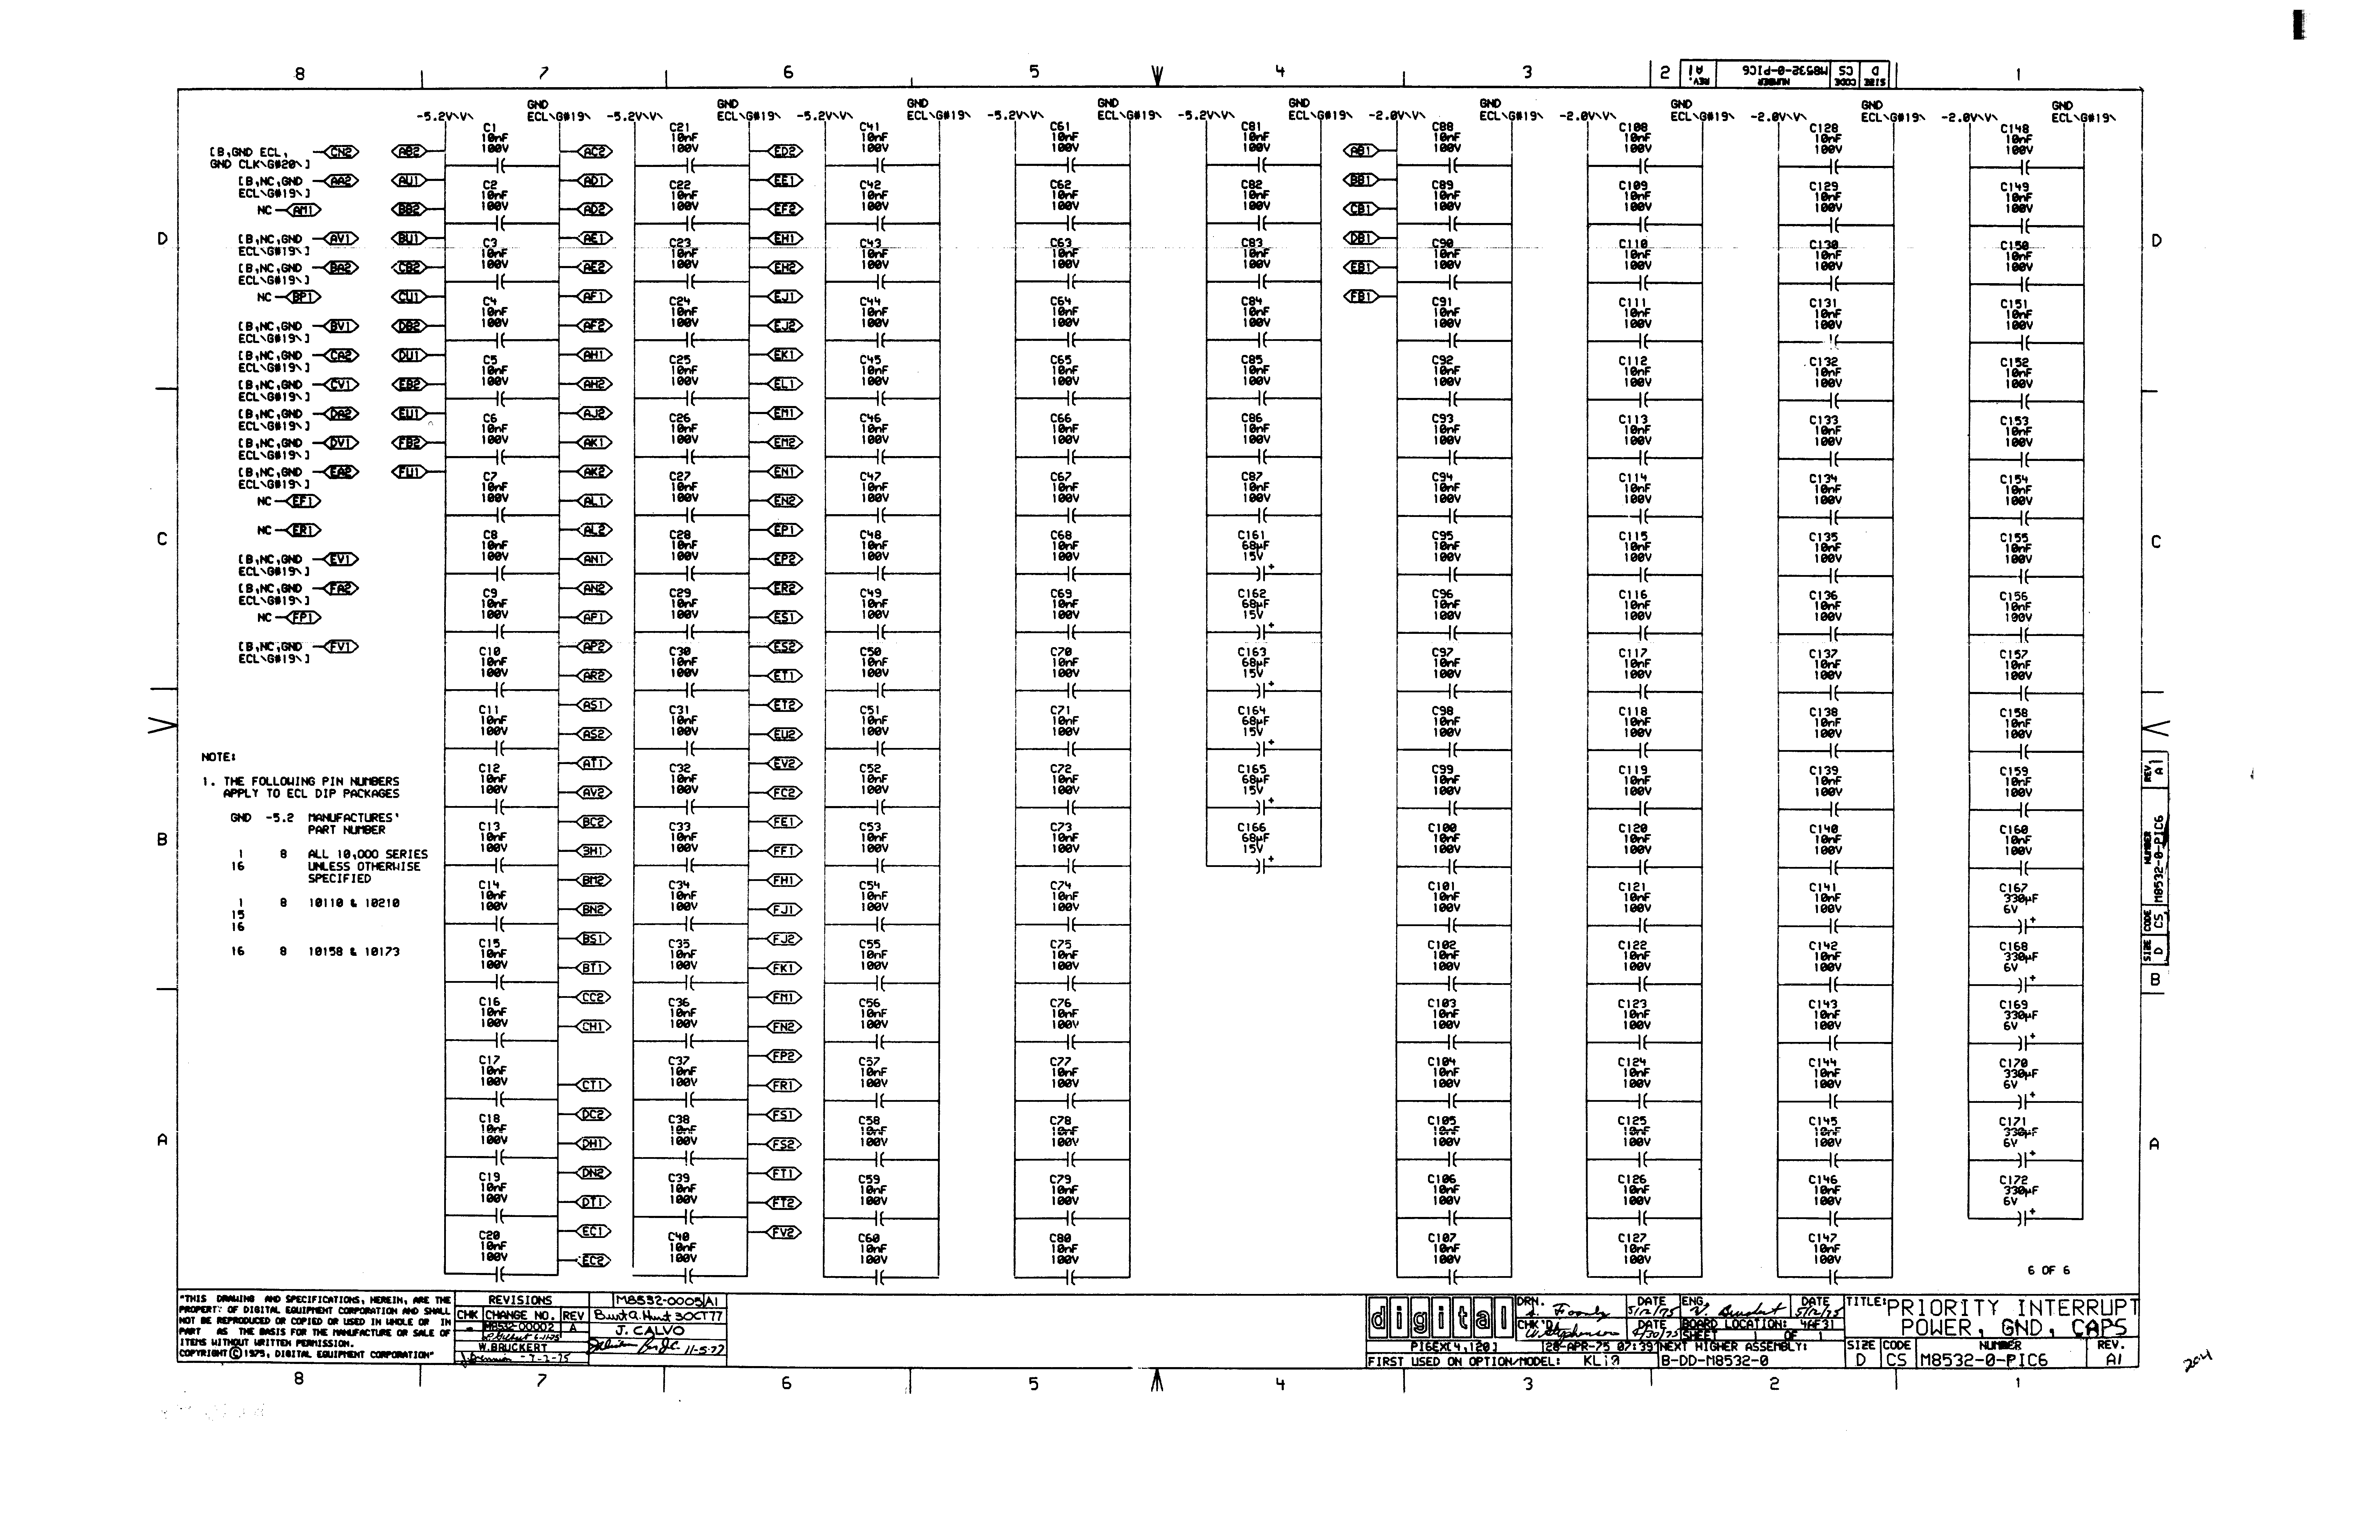 8 7 6 5 4 3 2 1
SIZE D CODE CS NUMBER M8532-0-PIC6 REV. A1
GND GND GND GND GND GND GND GND GND
-5.2V\V\ ECL\G#19\ -5.2V\V\ ECL\G#19\ -5.2V\V\ ECL\G#19\ -5.2V\V\ ECL\G#19\ -5.2V\V\ ECL\G#19\ -2.0V\V\ ECL\G#19\ -2.0V\V\ ECL\G#19\ -2.0V\V\ ECL\G#19\ -2.0V\V\ ECL\G#19\
[B,GND ECL, CN2
GND CLK\G#20\]
[B,NC,GND AA2
ECL\G#19\]
NC AM1
[B,NC,GND AV1
ECL\G#19\]
[B,NC,GND BA2
ECL\G#19\]
NC BP1
[B,NC,GND BV1
ECL\G#19\]
[B,NC,GND CA2
ECL\G#19\]
[B,NC,GND CV1
ECL\G#19\]
[B,NC,GND DA2
ECL\G#19\]
[B,NC,GND DV1
ECL\G#19\]
[B,NC,GND EA2
ECL\G#19\]
NC EF1
NC ER1
[B,NC,GND EV1
ECL\G#19\]
[B,NC,GND FA2
ECL\G#19\]
NC FP1
[B,NC,GND FV1
ECL\G#19\]
NOTE:
1. THE FOLLOWING PIN NUMBERS
APPLY TO ECL DIP PACKAGES
GND -5.2 MANUFACTURES'
PART NUMBER
1 8 ALL 10,000 SERIES
16 UNLESS OTHERWISE
SPECIFIED
1 8 10110 & 10210
15
16
16 8 10158 & 10173
AB2
AU1
BB2
BU1
CB2
CU1
DB2
DU1
EB2
EU1
FB2
FU1
AC2
AD1
AD2
AE1
AE2
AF1
AF2
AH1
AH2
AJ2
AK1
AK2
AL1
AL2
AN1
AN2
AP1
AP2
AR2
AS1
AS2
AT1
AV2
BC2
BH1
BM2
BN2
BS1
BT1
CC2
CH1
CT1
DC2
DH1
DN2
DT1
EC1
EC2
ED2
EE1
EF2
EH1
EH2
EJ1
EJ2
EK1
EL1
EM1
EM2
EN1
EN2
EP1
EP2
ER2
ES1
ES2
ET1
ET2
EU2
EV2
FC2
FE1
FF1
FH1
FJ1
FJ2
FK1
FM1
FN2
FP2
FR1
FS1
FS2
FT1
FT2
FV2
AB1
BB1
CB1
DB1
EB1
FB1
C1 C21 C41 C61 C81 C88 C108 C128 C148
10nF 10nF 10nF 10nF 10nF 10nF 10nF 10nF 10nF
100V 100V 100V 100V 100V 100V 100V 100V 100V
C2 C22 C42 C62 C82 C89 C109 C129 C149
10nF 10nF 10nF 10nF 10nF 10nF 10nF 10nF 10nF
100V 100V 100V 100V 100V 100V 100V 100V 100V
D D
C3 C23 C43 C63 C83 C90 C110 C130 C150
10nF 10nF 10nF 10nF 10nF 10nF 10nF 10nF 10nF
100V 100V 100V 100V 100V 100V 100V 100V 100V
C4 C24 C44 C64 C84 C91 C111 C131 C151
10nF 10nF 10nF 10nF 10nF 10nF 10nF 10nF 10nF
100V 100V 100V 100V 100V 100V 100V 100V 100V
C5 C25 C45 C65 C85 C92 C112 C132 C152
10nF 10nF 10nF 10nF 10nF 10nF 10nF 10nF 10nF
100V 100V 100V 100V 100V 100V 100V 100V 100V
C6 C26 C46 C66 C86 C93 C113 C133 C153
10nF 10nF 10nF 10nF 10nF 10nF 10nF 10nF 10nF
100V 100V 100V 100V 100V 100V 100V 100V 100V
C7 C27 C47 C67 C87 C94 C114 C134 C154
10nF 10nF 10nF 10nF 10nF 10nF 10nF 10nF 10nF
100V 100V 100V 100V 100V 100V 100V 100V 100V
C C
C8 C28 C48 C68 C161 C95 C115 C135 C155
10nF 10nF 10nF 10nF 68µF 10nF 10nF 10nF 10nF
100V 100V 100V 100V 15V 100V 100V 100V 100V
+
C9 C29 C49 C69 C162 C96 C116 C136 C156
10nF 10nF 10nF 10nF 68µF 10nF 10nF 10nF 10nF
100V 100V 100V 100V 15V 100V 100V 100V 100V
+
C10 C30 C50 C70 C163 C97 C117 C137 C157
10nF 10nF 10nF 10nF 68µF 10nF 10nF 10nF 10nF
100V 100V 100V 100V 15V 100V 100V 100V 100V
+
C11 C31 C51 C71 C164 C98 C118 C138 C158
10nF 10nF 10nF 10nF 68µF 10nF 10nF 10nF 10nF
100V 100V 100V 100V 15V 100V 100V 100V 100V
+
C12 C32 C52 C72 C165 C99 C119 C139 C159
10nF 10nF 10nF 10nF 68µF 10nF 10nF 10nF 10nF
100V 100V 100V 100V 15V 100V 100V 100V 100V
+
C13 C33 C53 C73 C166 C100 C120 C140 C160
10nF 10nF 10nF 10nF 68µF 10nF 10nF 10nF 10nF
100V 100V 100V 100V 15V 100V 100V 100V 100V
+
B B
C14 C34 C54 C74 C101 C121 C141 C167
10nF 10nF 10nF 10nF 10nF 10nF 10nF 330µF
100V 100V 100V 100V 100V 100V 100V 6V
+
C15 C35 C55 C75 C102 C122 C142 C168
10nF 10nF 10nF 10nF 10nF 10nF 10nF 330µF
100V 100V 100V 100V 100V 100V 100V 6V
+
C16 C36 C56 C76 C103 C123 C143 C169
10nF 10nF 10nF 10nF 10nF 10nF 10nF 330µF
100V 100V 100V 100V 100V 100V 100V 6V
+
C17 C37 C57 C77 C104 C124 C144 C170
10nF 10nF 10nF 10nF 10nF 10nF 10nF 330µF
100V 100V 100V 100V 100V 100V 100V 6V
+
A A
C18 C38 C58 C78 C105 C125 C145 C171
10nF 10nF 10nF 10nF 10nF 10nF 10nF 330µF
100V 100V 100V 100V 100V 100V 100V 6V
+
C19 C39 C59 C79 C106 C126 C146 C172
10nF 10nF 10nF 10nF 10nF 10nF 10nF 330µF
100V 100V 100V 100V 100V 100V 100V 6V
+
C20 C40 C60 C80 C107 C127 C147
10nF 10nF 10nF 10nF 10nF 10nF 10nF
100V 100V 100V 100V 100V 100V 100V
6 OF 6
SIZE D CODE CS NUMBER M8532-0-PIC6 REV. A1
"THIS DRAWING AND SPECIFICATIONS, HEREIN, ARE THE
PROPERTY OF DIGITAL EQUIPMENT CORPORATION AND SHALL
NOT BE REPRODUCED OR COPIED OR USED IN WHOLE OR IN
PART AS THE BASIS FOR THE MANUFACTURE OR SALE OF
ITEMS WITHOUT WRITTEN PERMISSION.
COPYRIGHT © 1975, DIGITAL EQUIPMENT CORPORATION"
REVISIONS M8532-0005 A1
CHK CHANGE NO. REV Burt A. Hunt 3OCT77
M8532-00002 A J. CALVO
W. BRUCKERT 11-5-77
digital
DRN. DATE 5/12/75 ENG. DATE 5/12/75
CHK'D DATE 4/30/75 BOARD LOCATION: 4AF31
SHEET 1 OF 1
PI6EX[4,120] 28-APR-75 07:39 NEXT HIGHER ASSEMBLY:
FIRST USED ON OPTION/MODEL: KL10 B-DD-M8532-0
TITLE: PRIORITY INTERRUPT
POWER, GND, CAPS
SIZE CODE NUMBER REV.
D CS M8532-0-PIC6 A1
204
8 7 6 5 4 3 2 1